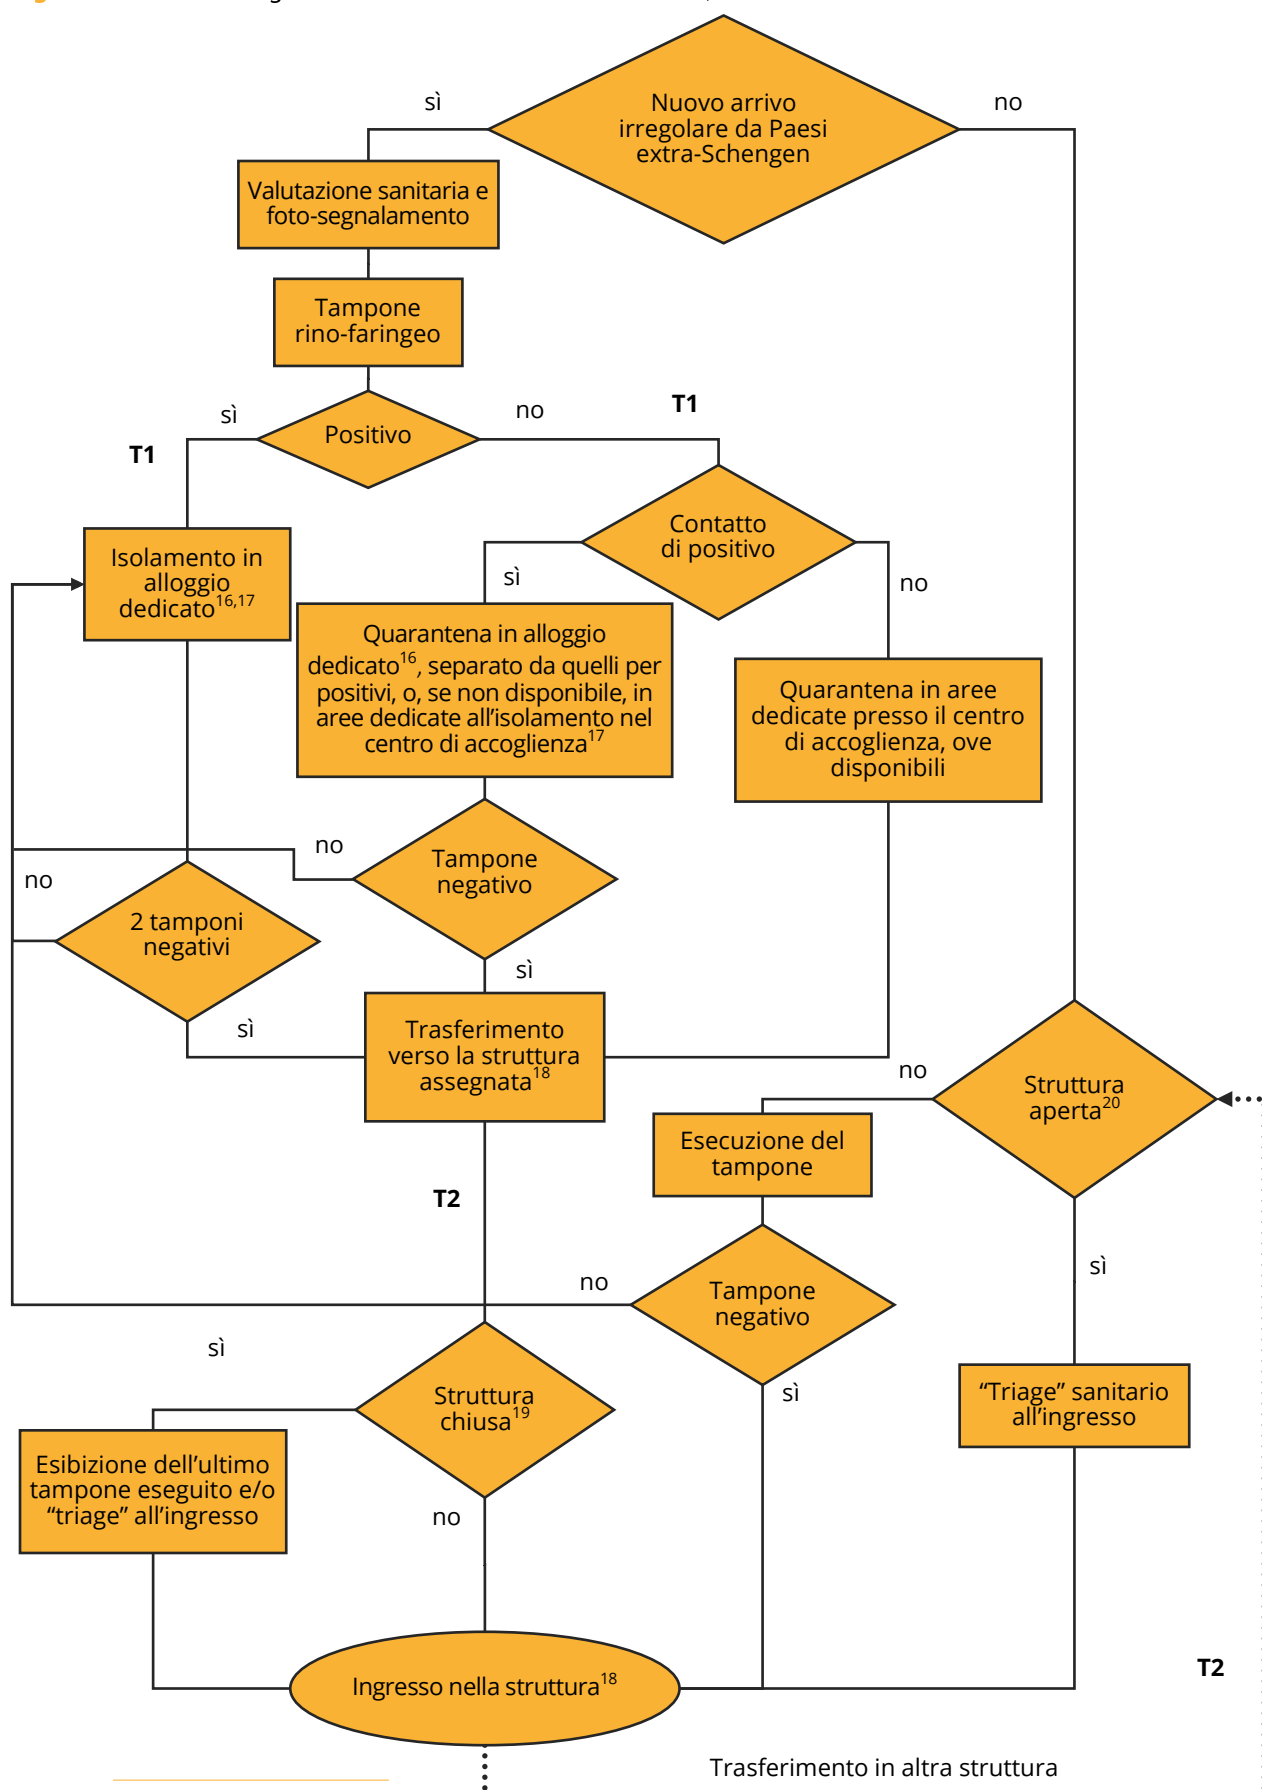 sì
Nuovo arrivo
irregolare da Paesi
extra-Schengen
no
Valutazione sanitaria e
foto-segnalamento
Tampone
rino-faringeo
sì
Positivo
no
T1
T1
Contatto
di positivo
sì
no
Isolamento in
alloggio
dedicato16,17
Quarantena in alloggio
dedicato16, separato da quelli per
positivi, o, se non disponibile, in
aree dedicate all’isolamento nel
centro di accoglienza17
Quarantena in aree
dedicate presso il centro
di accoglienza, ove
disponibili
no
Tampone
negativo
no
2 tamponi
negativi
sì
sì
Trasferimento
verso la struttura
assegnata18
no
Struttura
aperta20
Esecuzione del
tampone
T2
sì
no
Tampone
negativo
sì
sì
Struttura
chiusa19
“Triage” sanitario
all’ingresso
Esibizione dell’ultimo
tampone eseguito e/o
“triage” all’ingresso
no
Ingresso nella struttura18
T2
Trasferimento in altra struttura